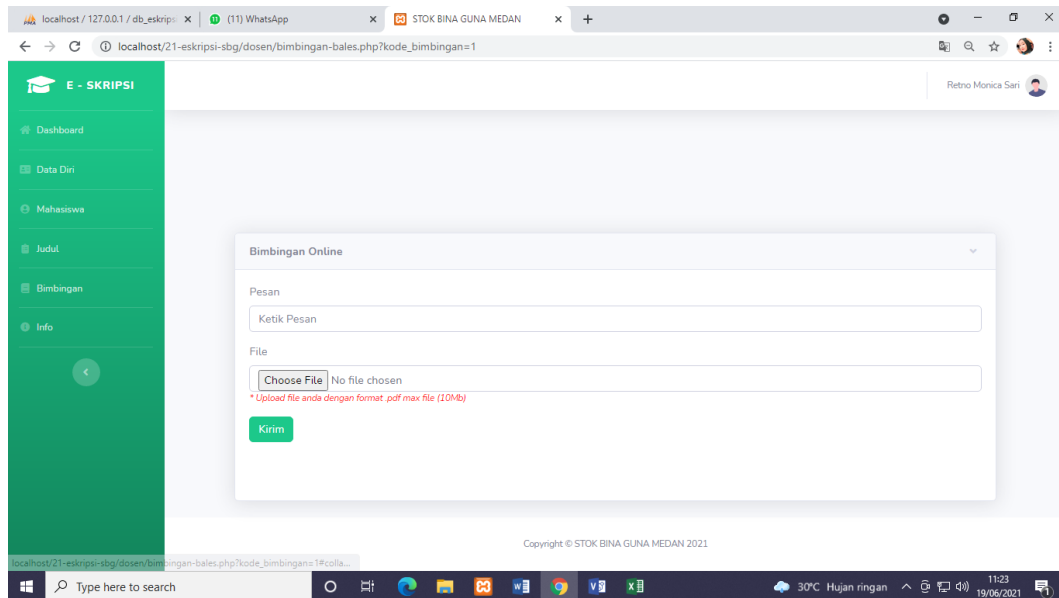 localhost / 127.0.0.1 / db_eskrips
(11) WhatsApp
STOK BINA GUNA MEDAN
localhost/21-eskripsi-sbg/dosen/bimbingan-bales.php?kode_bimbingan=1
E - SKRIPSI
Retno Monica Sari
Dashboard
Data Diri
Mahasiswa
Judul
Bimbingan
Info
Bimbingan Online
Pesan
Ketik Pesan
File
Choose File No file chosen
* Upload file anda dengan format .pdf max file (10Mb)
Kirim
Copyright © STOK BINA GUNA MEDAN 2021
localhost/21-eskripsi-sbg/dosen/bimbingan-bales.php?kode_bimbingan=1#colla...
Type here to search
30°C Hujan ringan
11:23
19/06/2021